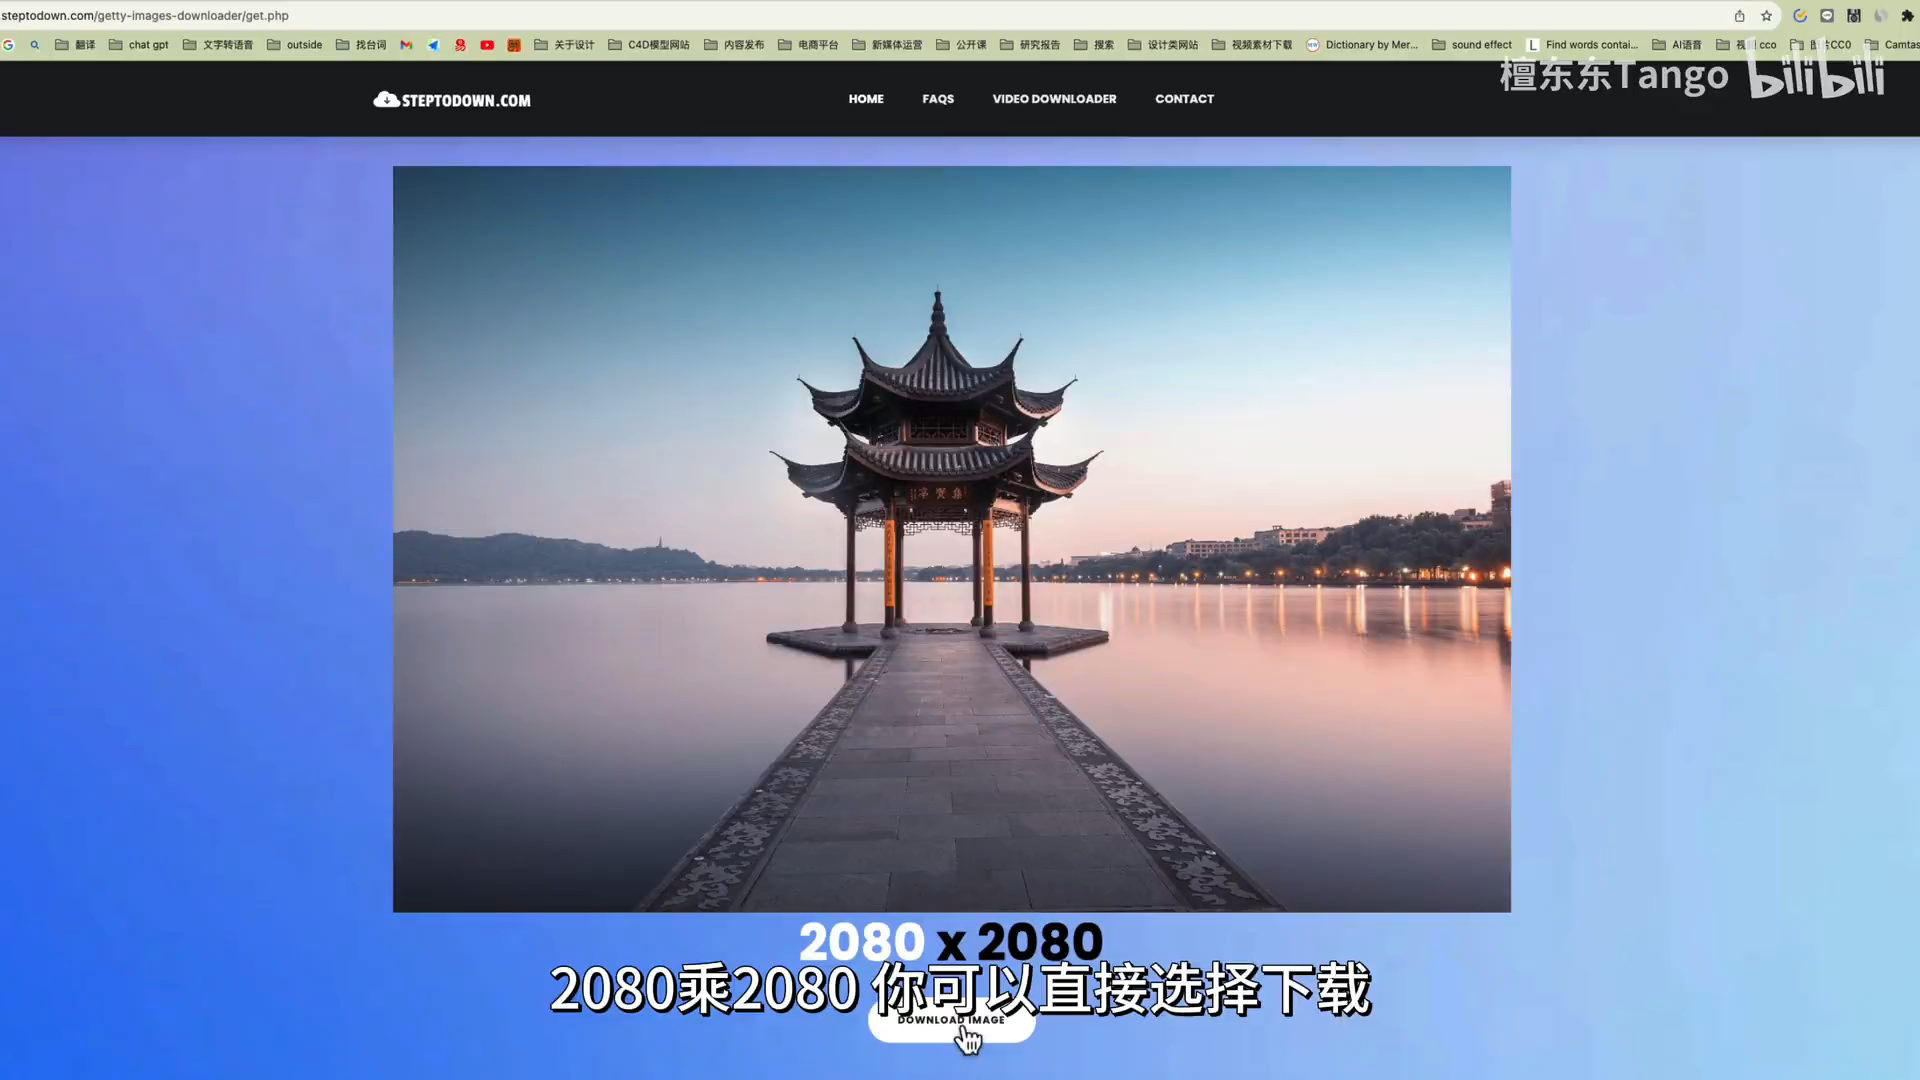 steptodown.com/getty-images-downloader/get.php
翻译 chat gpt 文字转语音 outside 找台词 关于设计 C4D模型网站 内容发布 电商平台 新媒体运营 公开课 研究报告 搜索 设计类网站 视频素材下载 Dictionary by Mer... sound effect Find words contai... AI语音 cco CC0 Camtas
檀东东Tango bilibili
STEPTODOWN.COM HOME FAQS VIDEO DOWNLOADER CONTACT
2080 x 2080
2080乘2080 你可以直接选择下载
DOWNLOAD IMAGE